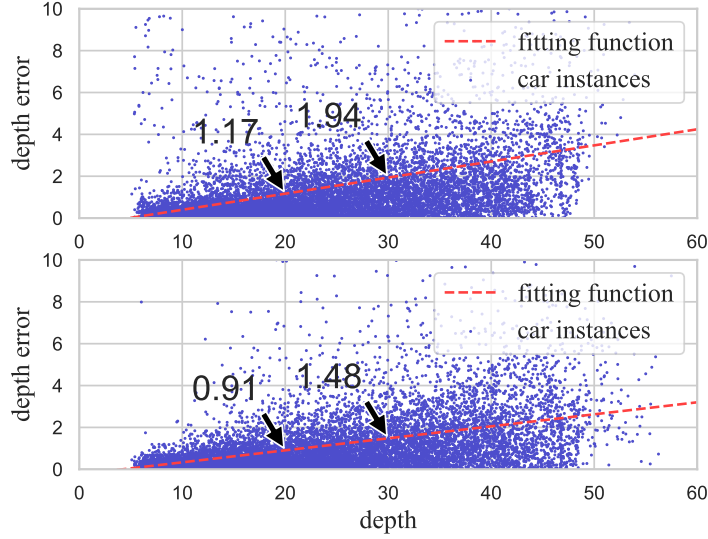 10
8
6
4
2
0
depth error
fitting function
car instances
1.17
1.94
0 10 20 30 40 50 60
10
8
6
4
2
0
depth error
fitting function
car instances
0.91
1.48
0 10 20 30 40 50 60
depth